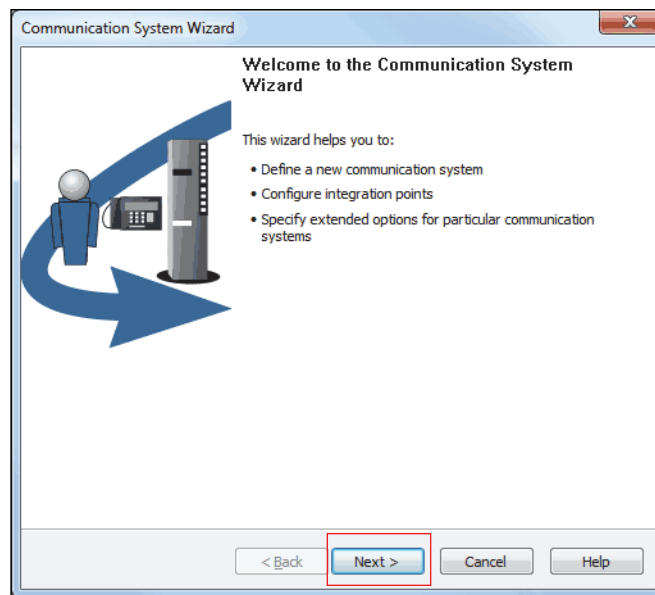 Communication System Wizard
Welcome to the Communication System
Wizard
This wizard helps you to:
• Define a new communication system
• Configure integration points
• Specify extended options for particular communication
systems
< Back
Next >
Cancel
Help